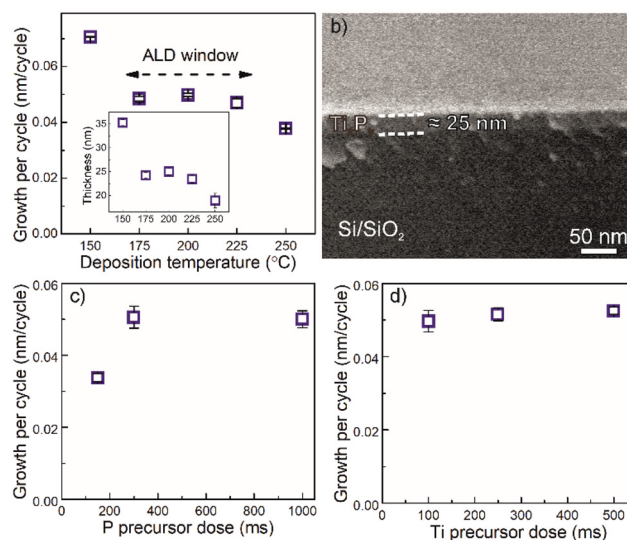 Growth per cycle (nm/cycle)
0.06
0.04
0.02
0.00
ALD window
Thickness (nm)
35
30
25
20
150 175 200 225 250
150 175 200 225 250
Deposition temperature (°C)
b)
Ti P
≈ 25 nm
Si/SiO2
50 nm
c)
Growth per cycle (nm/cycle)
0.06
0.04
0.02
0.00
0 200 400 600 800 1000
P precursor dose (ms)
d)
Growth per cycle (nm/cycle)
0.06
0.04
0.02
0.00
0 100 200 300 400 500
Ti precursor dose (ms)